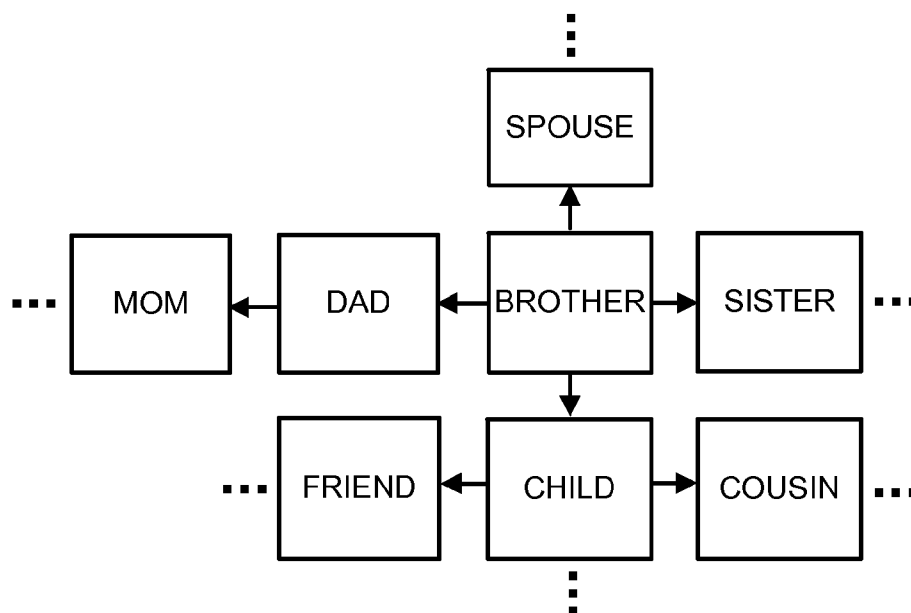 SPOUSE
MOM
DAD
BROTHER
SISTER
FRIEND
CHILD
COUSIN